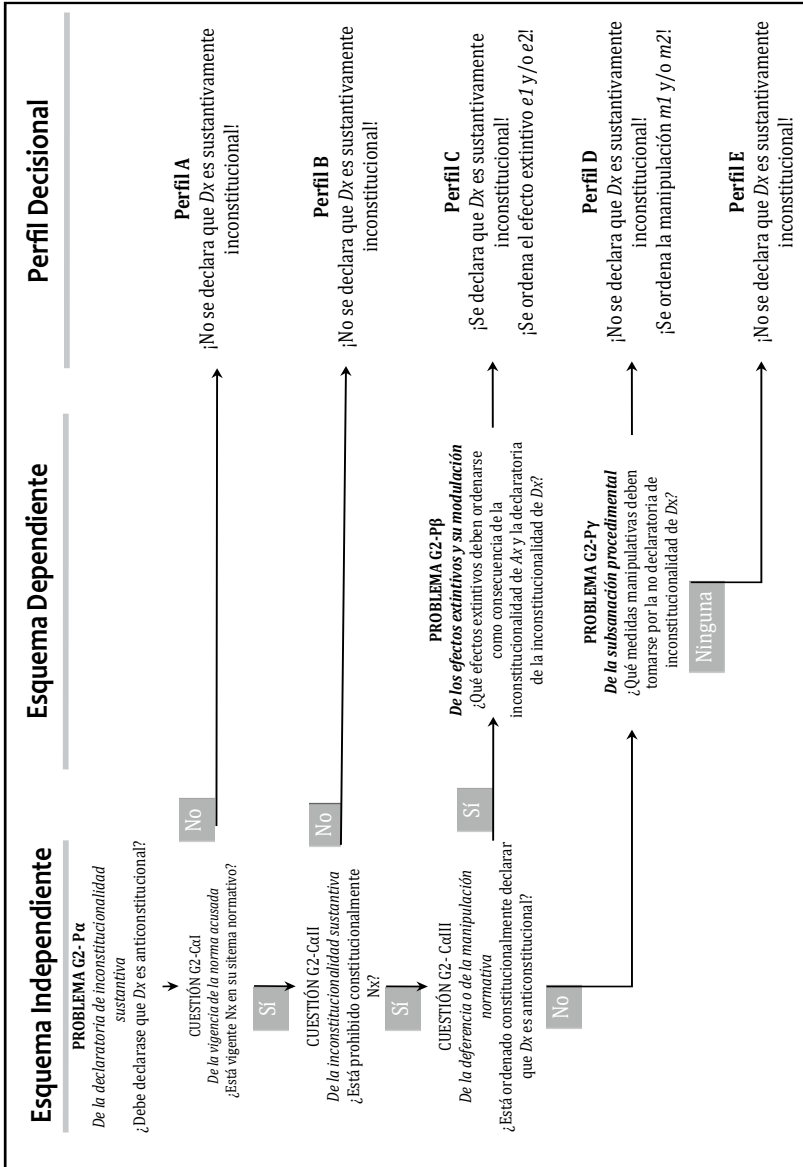 Esquema Independiente
PROBLEMA G2- Pα
De la declaratoria de inconstitucionalidad
sustantiva
¿Debe declararse que Dx es anticonstitucional?
CUESTIÓN G2-CαI
De la vigencia de la norma acusada
¿Está vigente Nx en su sitema normativo?
No
Sí
CUESTIÓN G2-CαII
De la inconstitucionalidad sustantiva
¿Está prohibido constitucionalmente
Nx?
No
Sí
CUESTIÓN G2- CαIII
De la deferencia o de la manipulación
normativa
¿Está ordenado constitucionalmente declarar
que Dx es anticonstitucional?
Sí
No
Esquema Dependiente
PROBLEMA G2-Pβ
De los efectos extintivos y su modulación
¿Qué efectos extintivos deben ordenarse
como consecuencia de la
inconstitucionalidad de Ax y la declaratoria
de la inconstitucionalidad de Dx?
PROBLEMA G2-Pγ
De la subsanación procedimental
¿Qué medidas manipulativas deben
tomarse por la no declaratoria de
inconstitucionalidad de Dx?
Ninguna
Perfil Decisional
Perfil A
¡No se declara que Dx es sustantivamente
inconstitucional!
Perfil B
¡No se declara que Dx es sustantivamente
inconstitucional!
Perfil C
¡Se declara que Dx es sustantivamente
inconstitucional!
¡Se ordena el efecto extintivo e1 y/o e2!
Perfil D
¡No se declara que Dx es sustantivamente
inconstitucional!
¡Se ordena la manipulación m1 y/o m2!
Perfil E
¡No se declara que Dx es sustantivamente
inconstitucional!